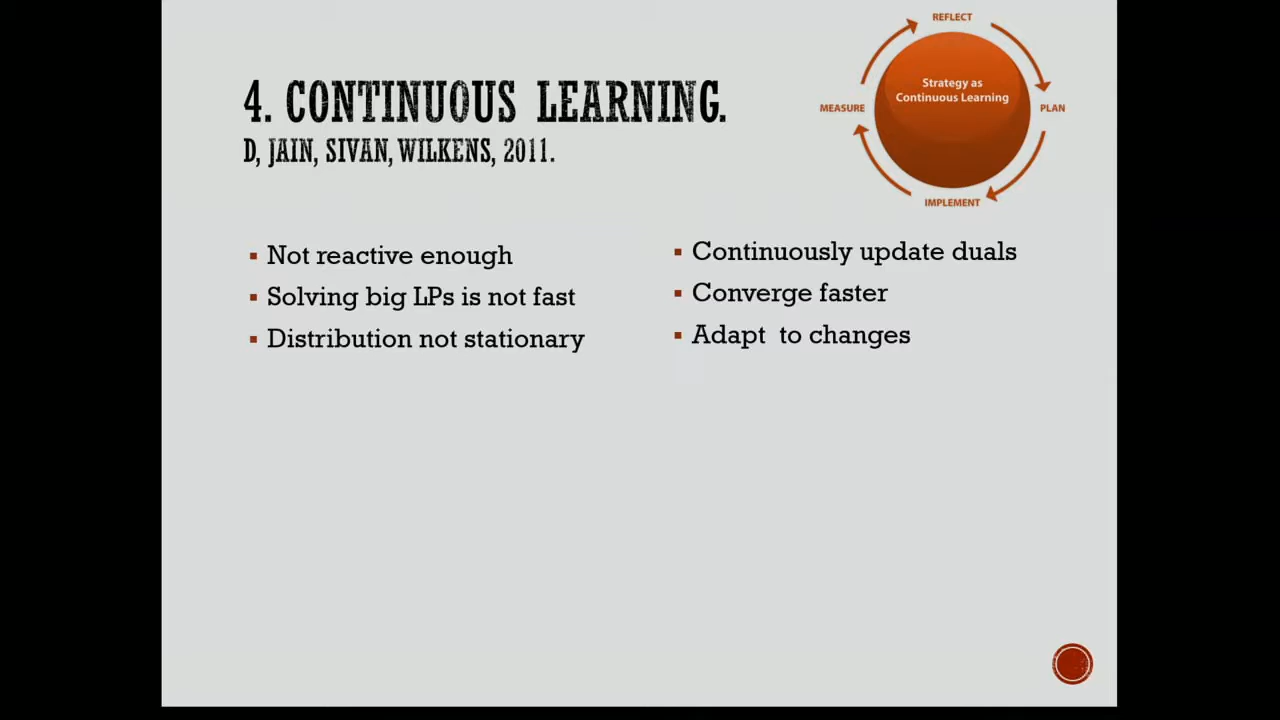 4. CONTINUOUS LEARNING.
D, JAIN, SIVAN, WILKENS, 2011.
REFLECT
Strategy as
Continuous Learning
MEASURE
PLAN
IMPLEMENT
Not reactive enough
Solving big LPs is not fast
Distribution not stationary
Continuously update duals
Converge faster
Adapt to changes